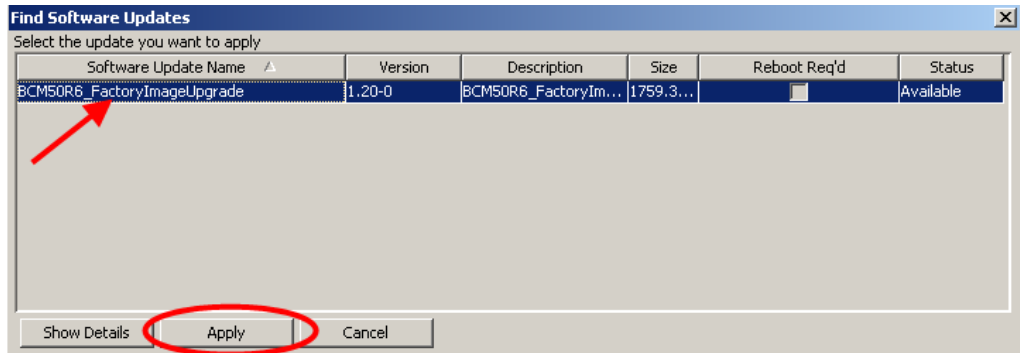 Find Software Updates
Select the update you want to apply
Software Update Name Version Description Size Reboot Req'd Status
BCM50R6_FactoryImageUpgrade 1.20-0 BCM50R6_FactoryIm... 1759.3... Available
Show Details Apply Cancel